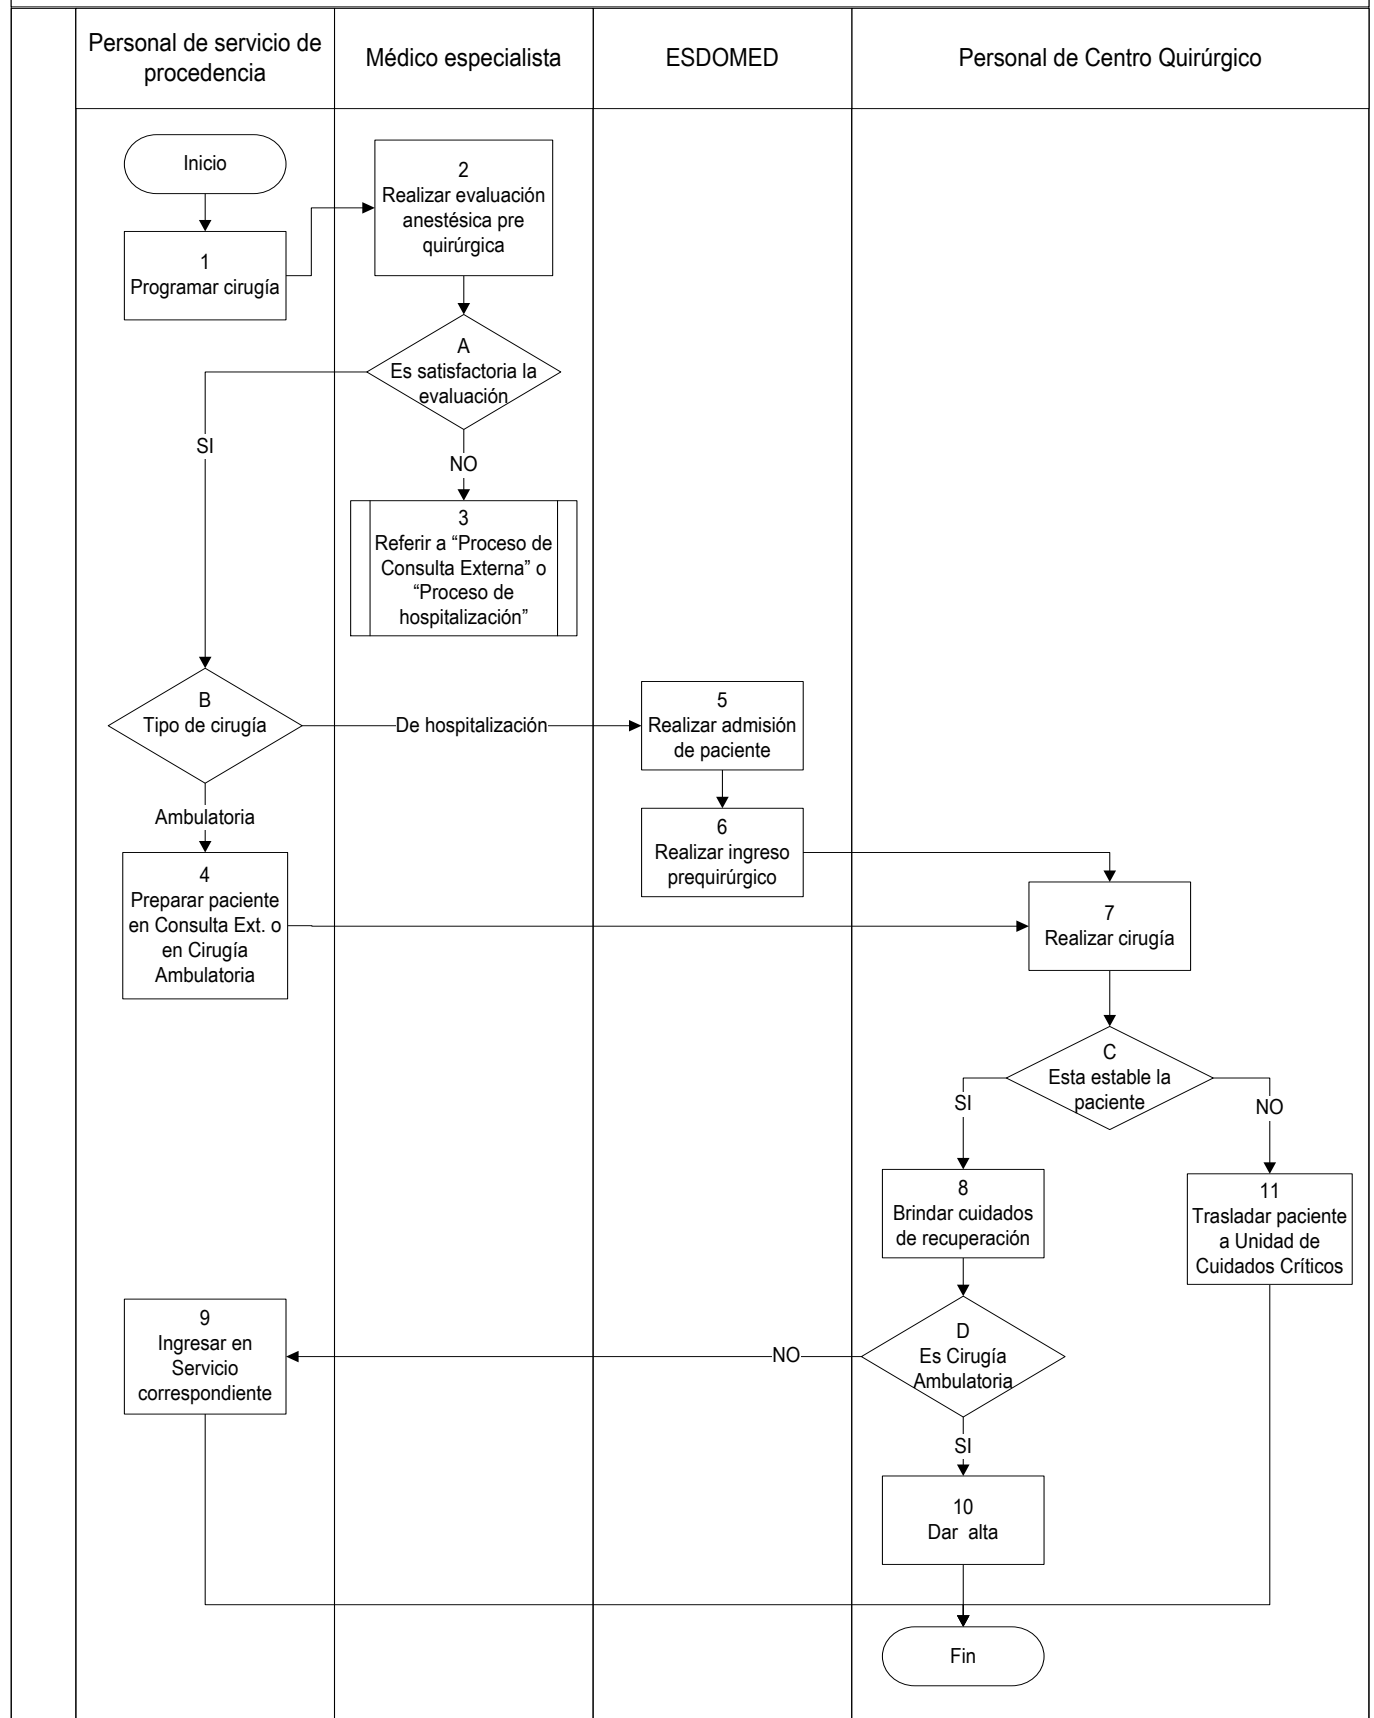 Personal de servicio de
procedencia
Médico especialista
ESDOMED
Personal de Centro Quirúrgico
Inicio
1
Programar cirugía
2
Realizar evaluación
anestésica pre
quirúrgica
A
Es satisfactoria la
evaluación
SI
NO
3
Referir a “Proceso de
Consulta Externa” o
“Proceso de
hospitalización”
B
Tipo de cirugía
De hospitalización
Ambulatoria
5
Realizar admisión
de paciente
6
Realizar ingreso
prequirúrgico
4
Preparar paciente
en Consulta Ext. o
en Cirugía
Ambulatoria
7
Realizar cirugía
C
Esta estable la
paciente
SI
NO
8
Brindar cuidados
de recuperación
11
Trasladar paciente
a Unidad de
Cuidados Críticos
9
Ingresar en
Servicio
correspondiente
D
Es Cirugía
Ambulatoria
NO
SI
10
Dar  alta
Fin